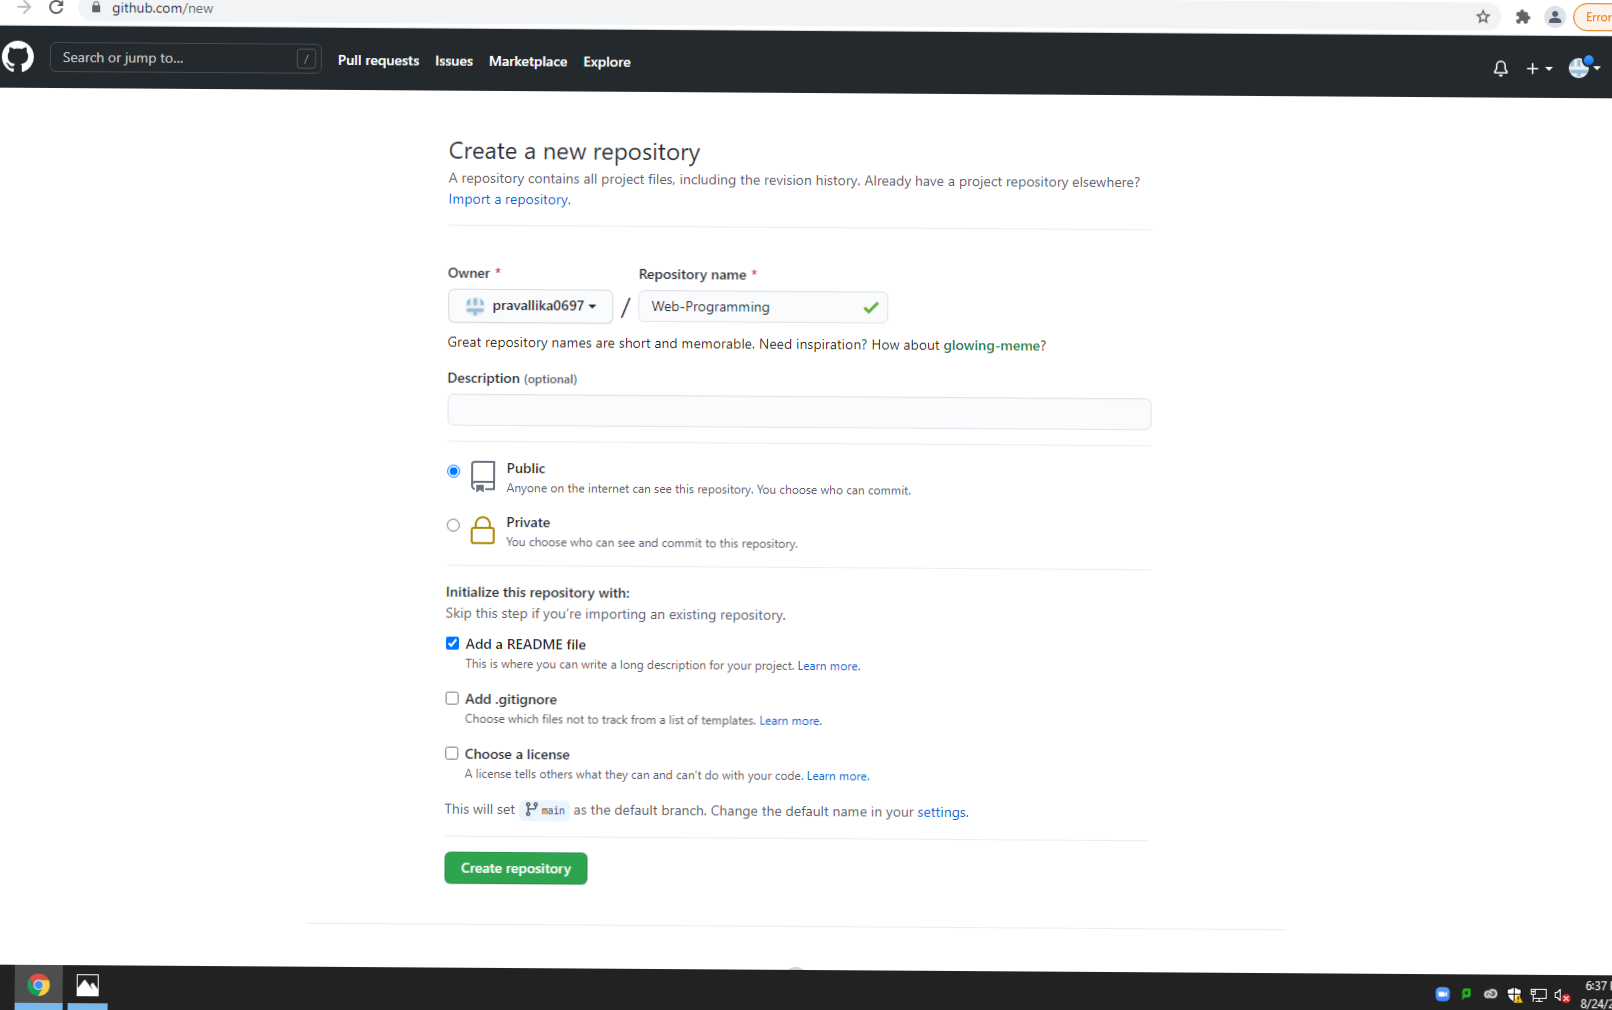 github.com/new
Error
Search or jump to... /
Pull requests Issues Marketplace Explore
Create a new repository
A repository contains all project files, including the revision history. Already have a project repository elsewhere?
Import a repository.
Owner * Repository name *
pravallika0697 / Web-Programming
Great repository names are short and memorable. Need inspiration? How about glowing-meme?
Description (optional)
Public
Anyone on the internet can see this repository. You choose who can commit.
Private
You choose who can see and commit to this repository.
Initialize this repository with:
Skip this step if you're importing an existing repository.
Add a README file
This is where you can write a long description for your project. Learn more.
Add .gitignore
Choose which files not to track from a list of templates. Learn more.
Choose a license
A license tells others what they can and can't do with your code. Learn more.
This will set main as the default branch. Change the default name in your settings.
Create repository
6:37
8/24/2